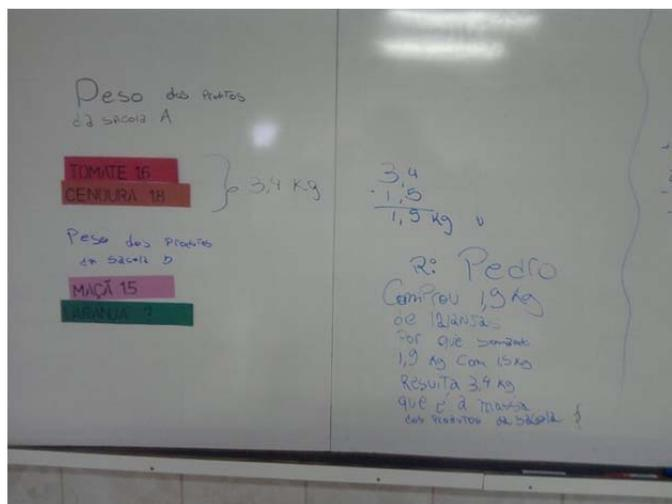 Peso dos Produtos
da sacola A
TOMATE 16
CENOURA 18
3,4 Kg
Peso dos Produtos
da sacola
MAÇÃ 15
LARANJA ?
3,4
- 1,5
1,9 Kg
R: Pedro
Comprou 1,9 Kg
de laranjas
Por que somando
1,9 Kg com 1,5 Kg
Resulta 3,4 Kg
que é a massa
dos Produtos da sacola